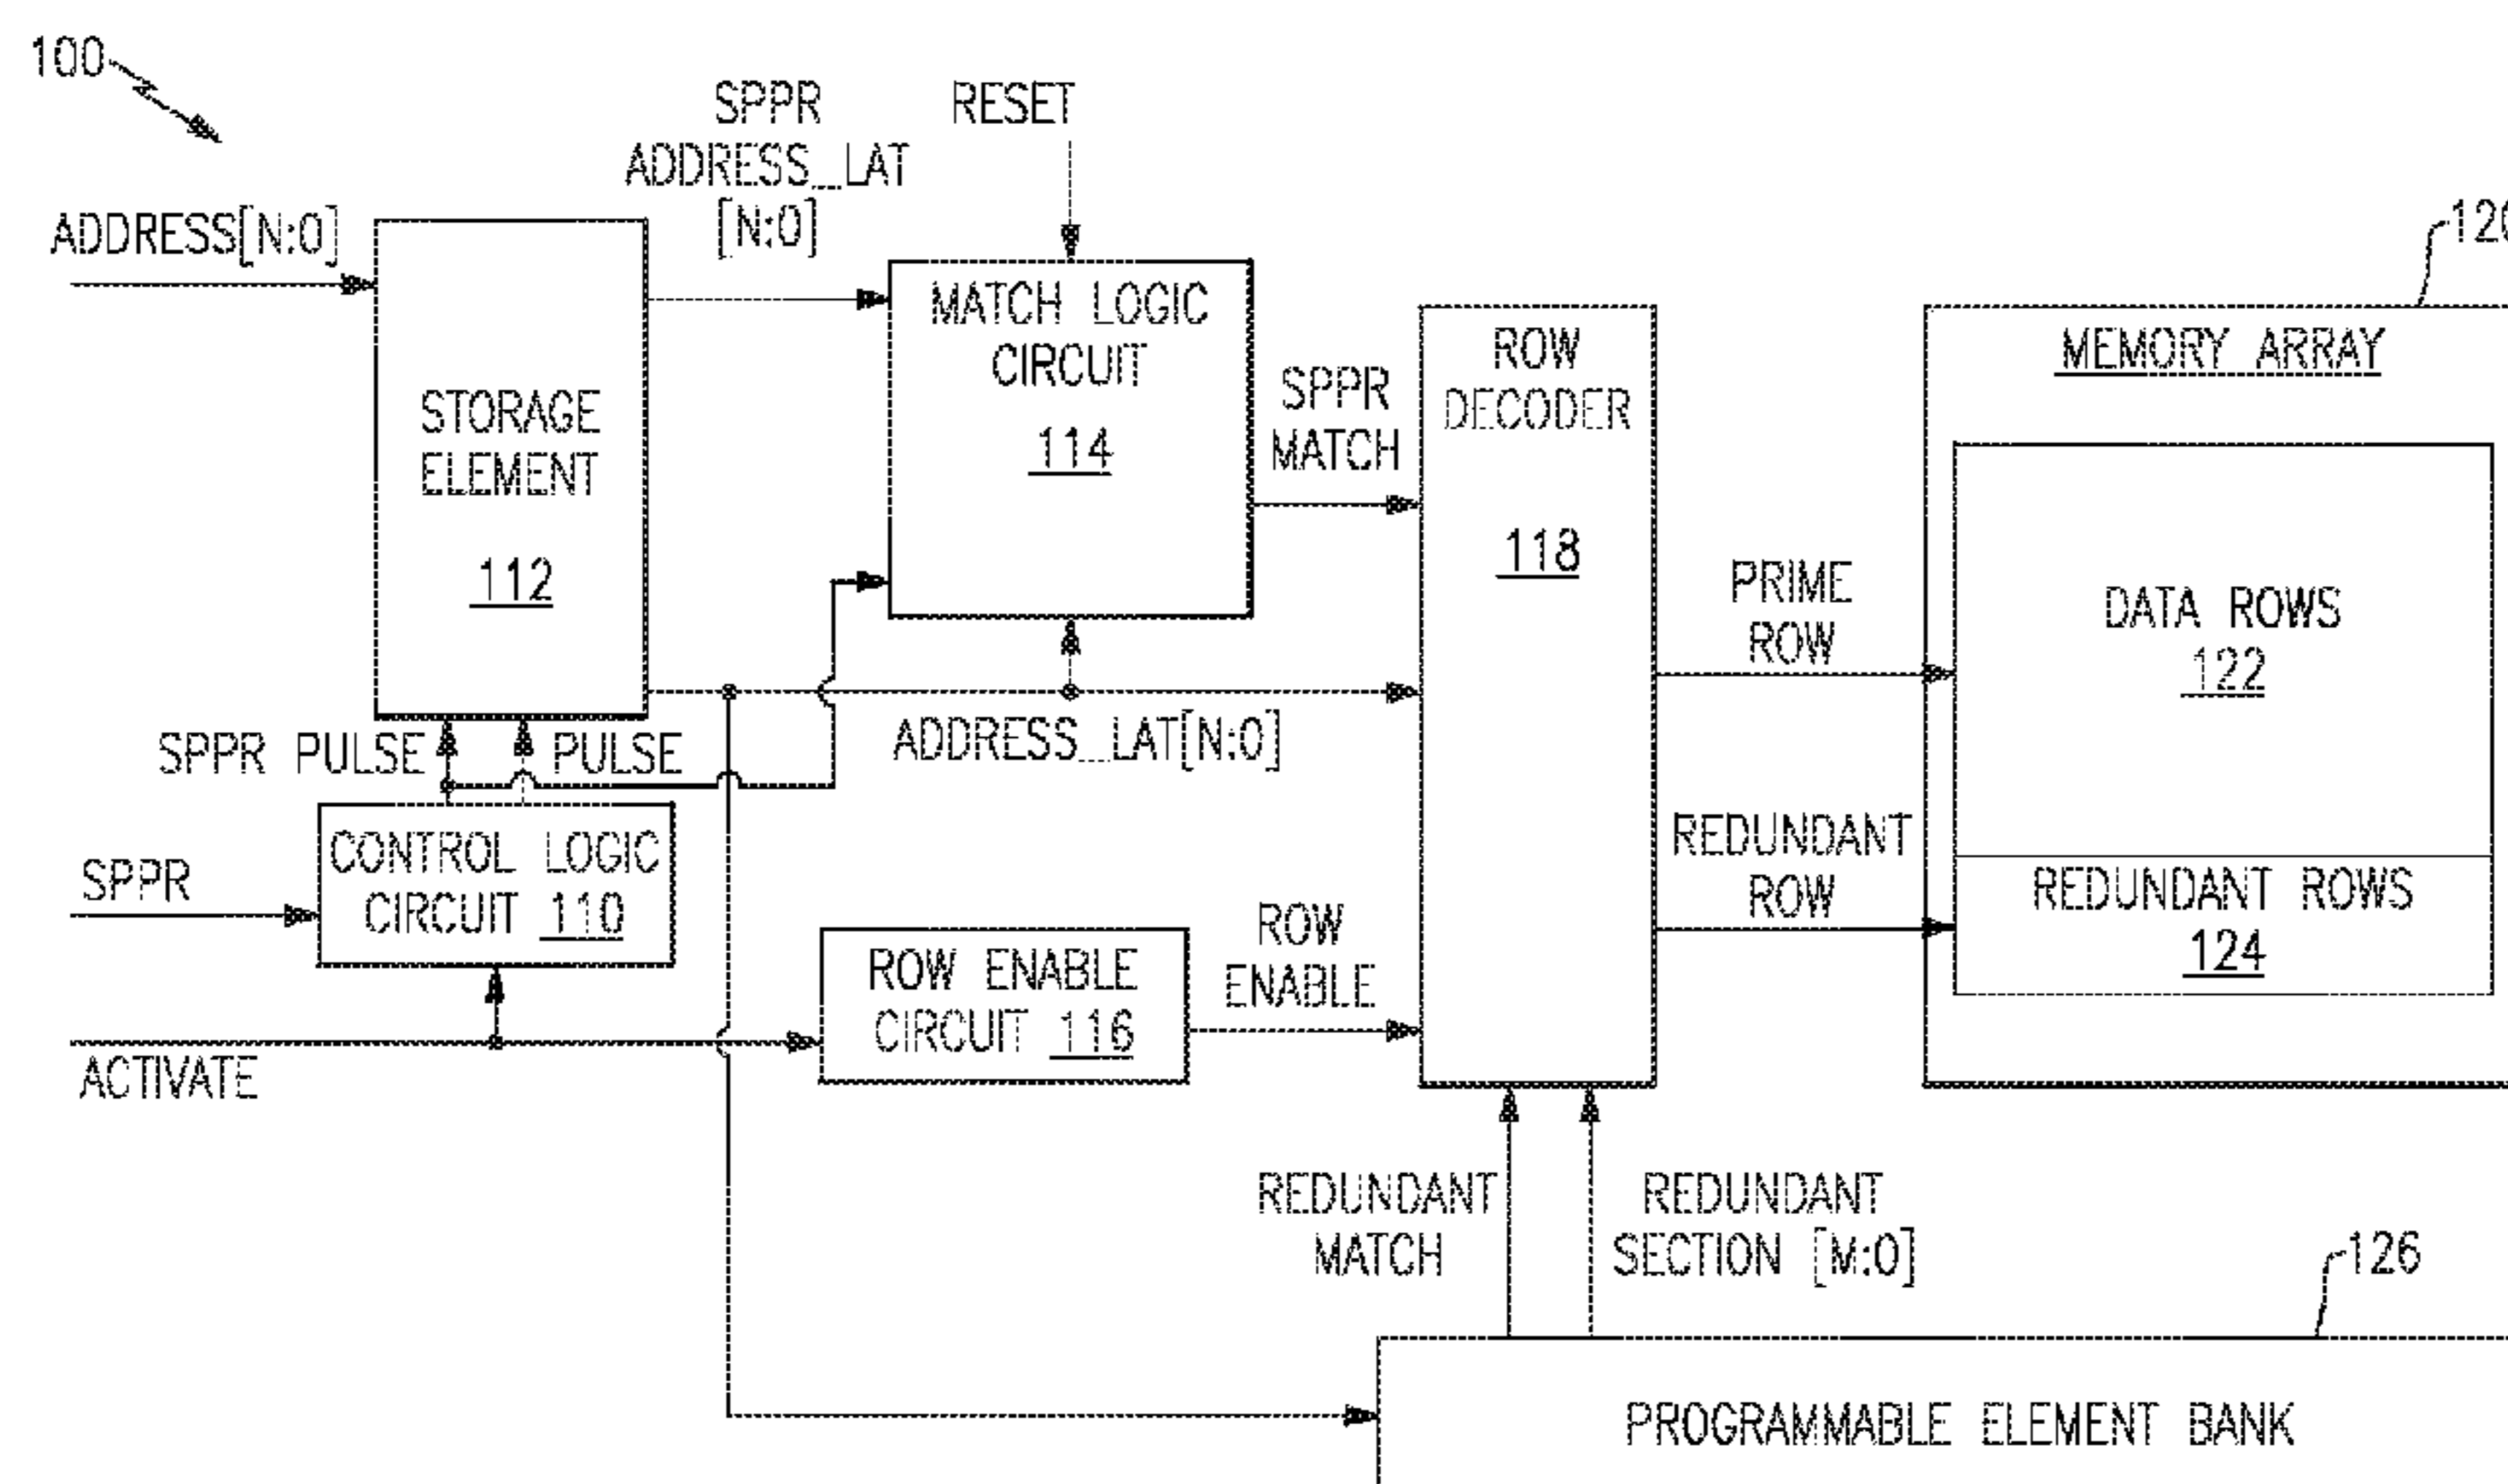 100
SPPR
ADDRESS_LAT
[N:0]
RESET
ADDRESS[N:0]
STORAGE
ELEMENT
112
MATCH LOGIC
CIRCUIT
114
SPPR
MATCH
ROW
DECODER
118
MEMORY ARRAY
PRIME
ROW
DATA ROWS
122
SPPR PULSE
PULSE
ADDRESS_LAT[N:0]
CONTROL LOGIC
CIRCUIT 110
SPPR
ACTIVATE
ROW ENABLE
CIRCUIT 116
ROW
ENABLE
REDUNDANT
ROW
REDUNDANT ROWS
124
REDUNDANT
MATCH
REDUNDANT
SECTION [M:0]
126
PROGRAMMABLE ELEMENT BANK